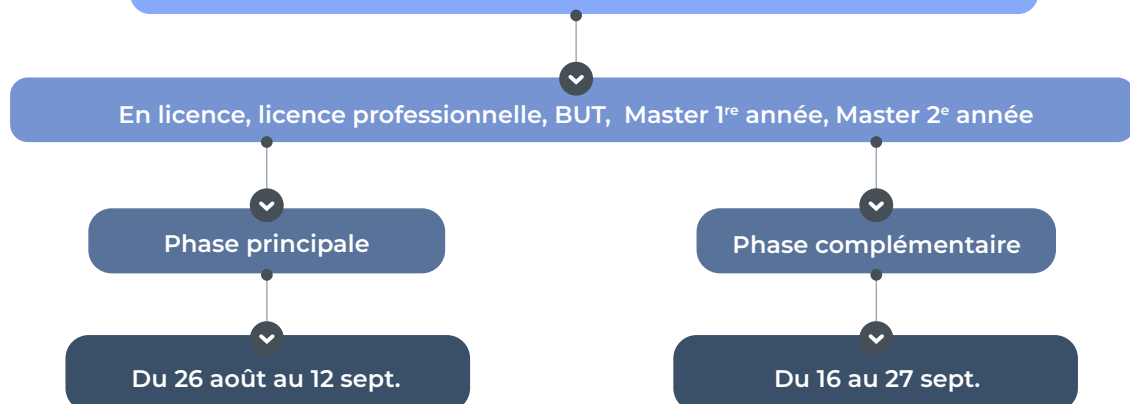 En licence, licence professionnelle, BUT, Master 1re année, Master 2e année
Phase principale
Phase complémentaire
Du 26 août au 12 sept.
Du 16 au 27 sept.